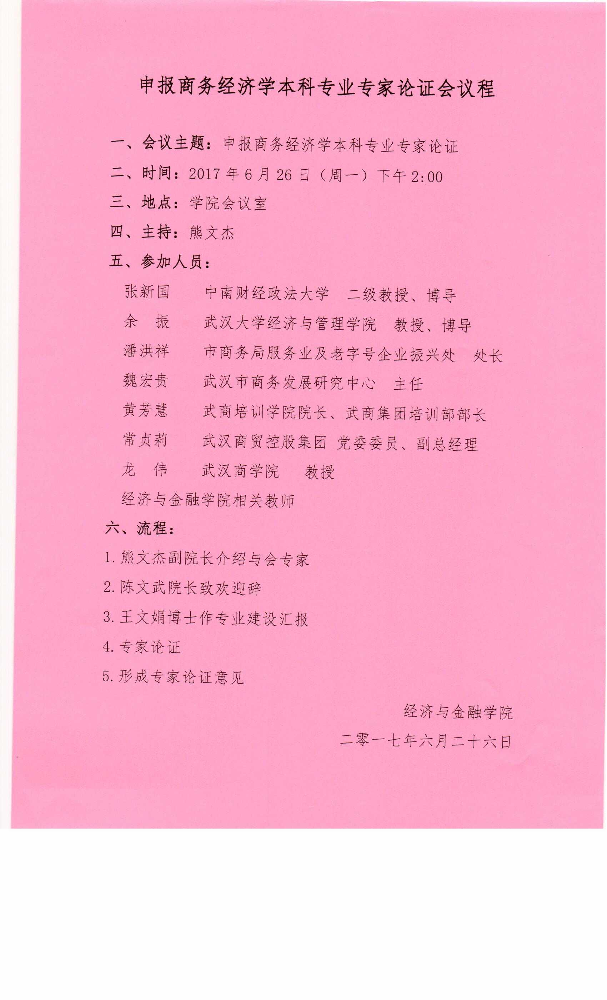 申报商务经济学本科专业专家论证会议程
一、会议主题：申报商务经济学本科专业专家论证
二、时间：2017 年 6 月 26 日（周一）下午 2:00
三、地点：学院会议室
四、主持：熊文杰
五、参加人员：
张新国 中南财经政法大学 二级教授、博导
余 振 武汉大学经济与管理学院 教授、博导
潘洪祥 市商务局服务业及老字号企业振兴处 处长
魏宏贵 武汉市商务发展研究中心 主任
黄芳慧 武商培训学院院长、武商集团培训部部长
常贞莉 武汉商贸控股集团 党委委员、副总经理
龙 伟 武汉商学院 教授
经济与金融学院相关教师
六、流程：
1. 熊文杰副院长介绍与会专家
2. 陈文武院长致欢迎辞
3. 王文娟博士作专业建设汇报
4. 专家论证
5. 形成专家论证意见
经济与金融学院
二零一七年六月二十六日